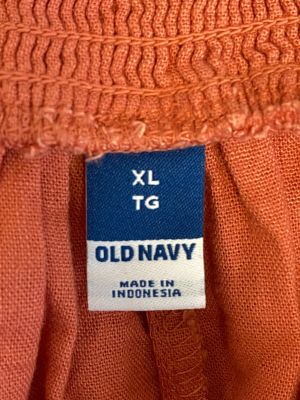 XL
TG
OLD NAVY
MADE IN
INDONESIA